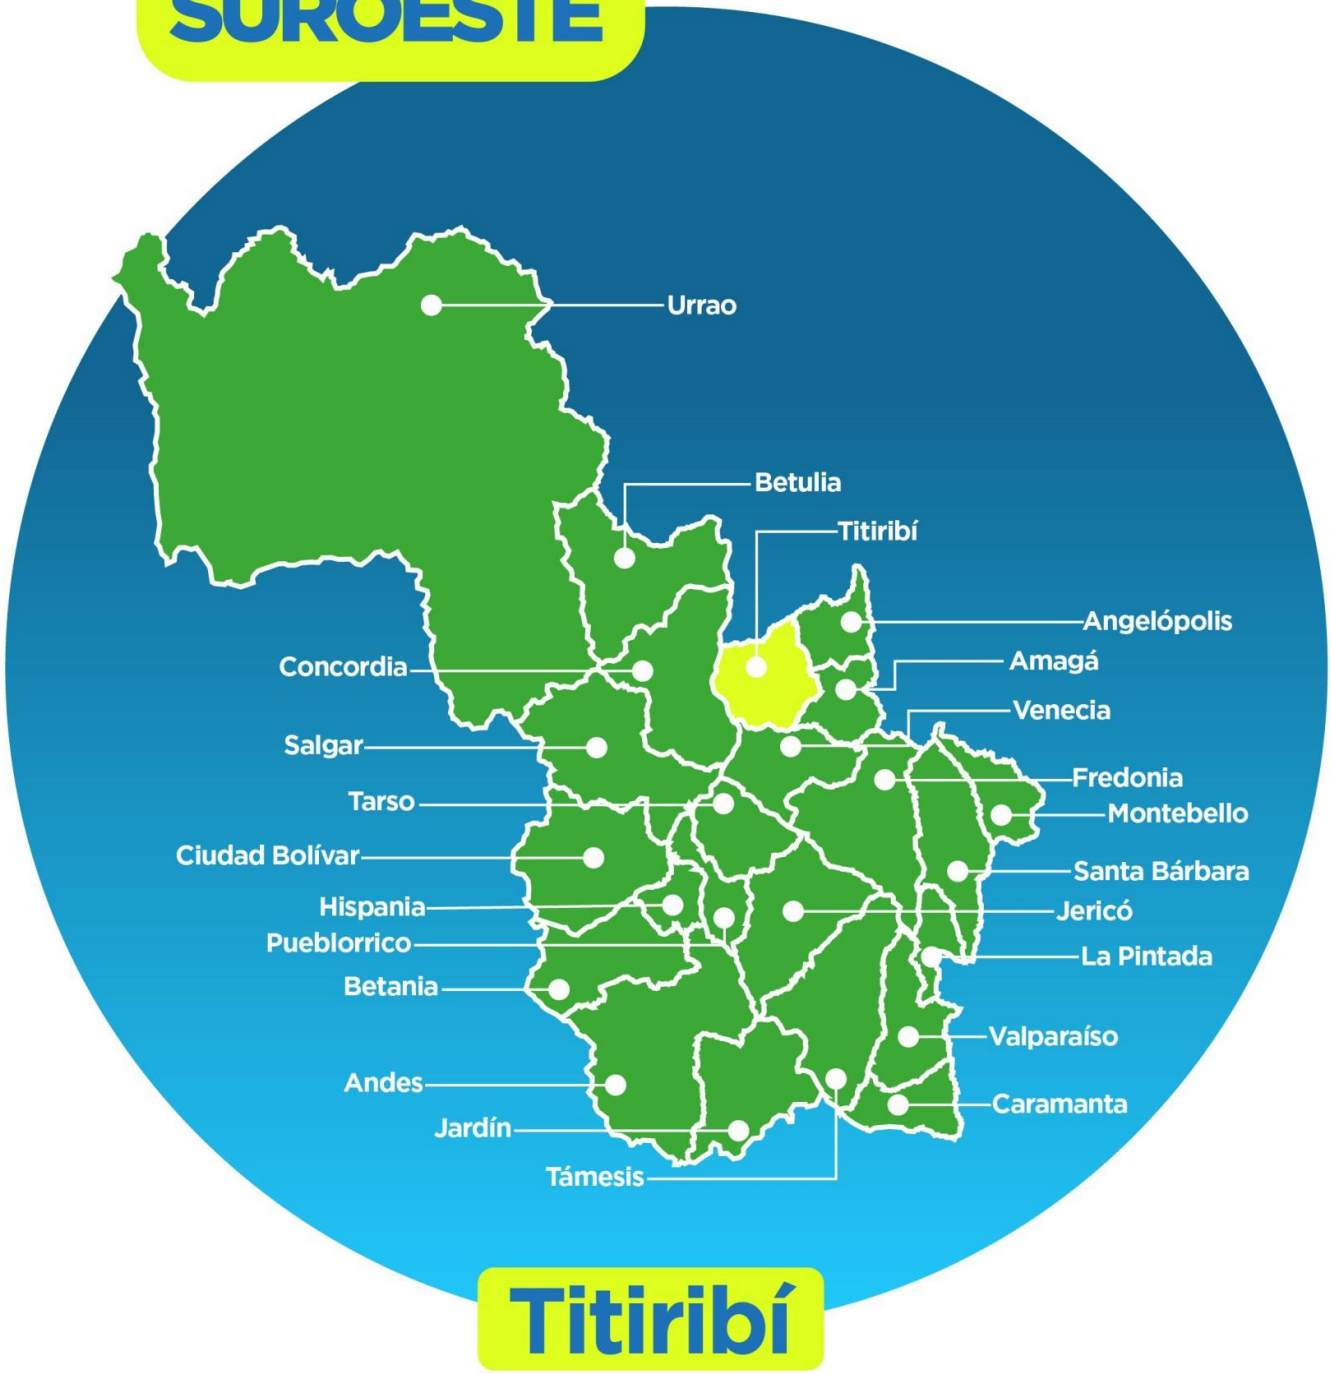 SUROESTE
Urrao
Betulia
Titiribí
Angelópolis
Concordia
Amagá
Venecia
Salgar
Fredonia
Tarso
Montebello
Ciudad Bolívar
Santa Bárbara
Hispania
Jericó
Pueblorrico
La Pintada
Betania
Valparaíso
Andes
Caramanta
Jardín
Támesis
Titiribí